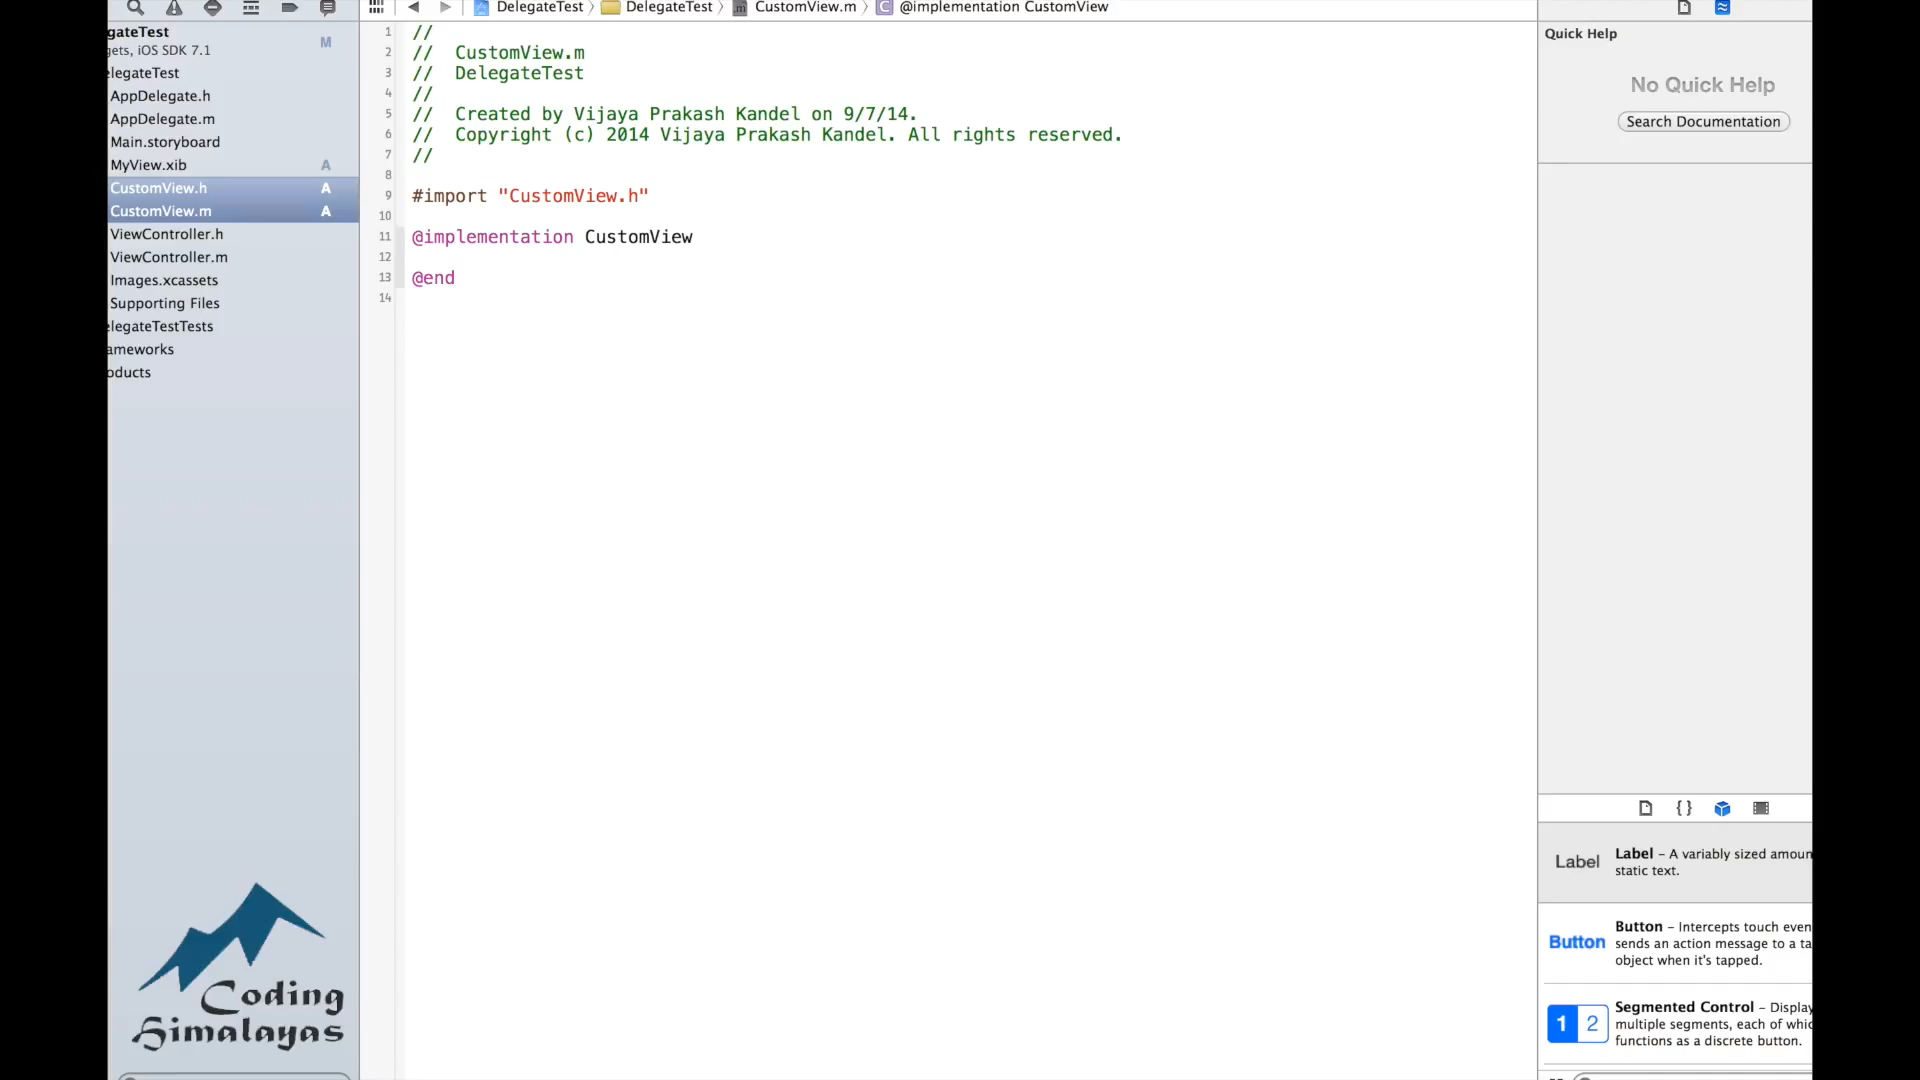 DelegateTest
DelegateTest
CustomView.m
C
@implementation CustomView
gateTest
gets, iOS SDK 7.1
M
elegateTest
AppDelegate.h
AppDelegate.m
Main.storyboard
MyView.xib A
CustomView.h A
CustomView.m A
ViewController.h
ViewController.m
Images.xcassets
Supporting Files
elegateTestTests
ameworks
oducts
Coding
Himalayas
1 //
2 //  CustomView.m
3 //  DelegateTest
4 //
5 //  Created by Vijaya Prakash Kandel on 9/7/14.
6 //  Copyright (c) 2014 Vijaya Prakash Kandel. All rights reserved.
7 //
8
9 #import "CustomView.h"
10
11 @implementation CustomView
12
13 @end
14
Quick Help
No Quick Help
Search Documentation
{ }
Label
Label – A variably sized amoun
static text.
Button
Button – Intercepts touch even
sends an action message to a ta
object when it's tapped.
1 2
Segmented Control – Display
multiple segments, each of whic
functions as a discrete button.